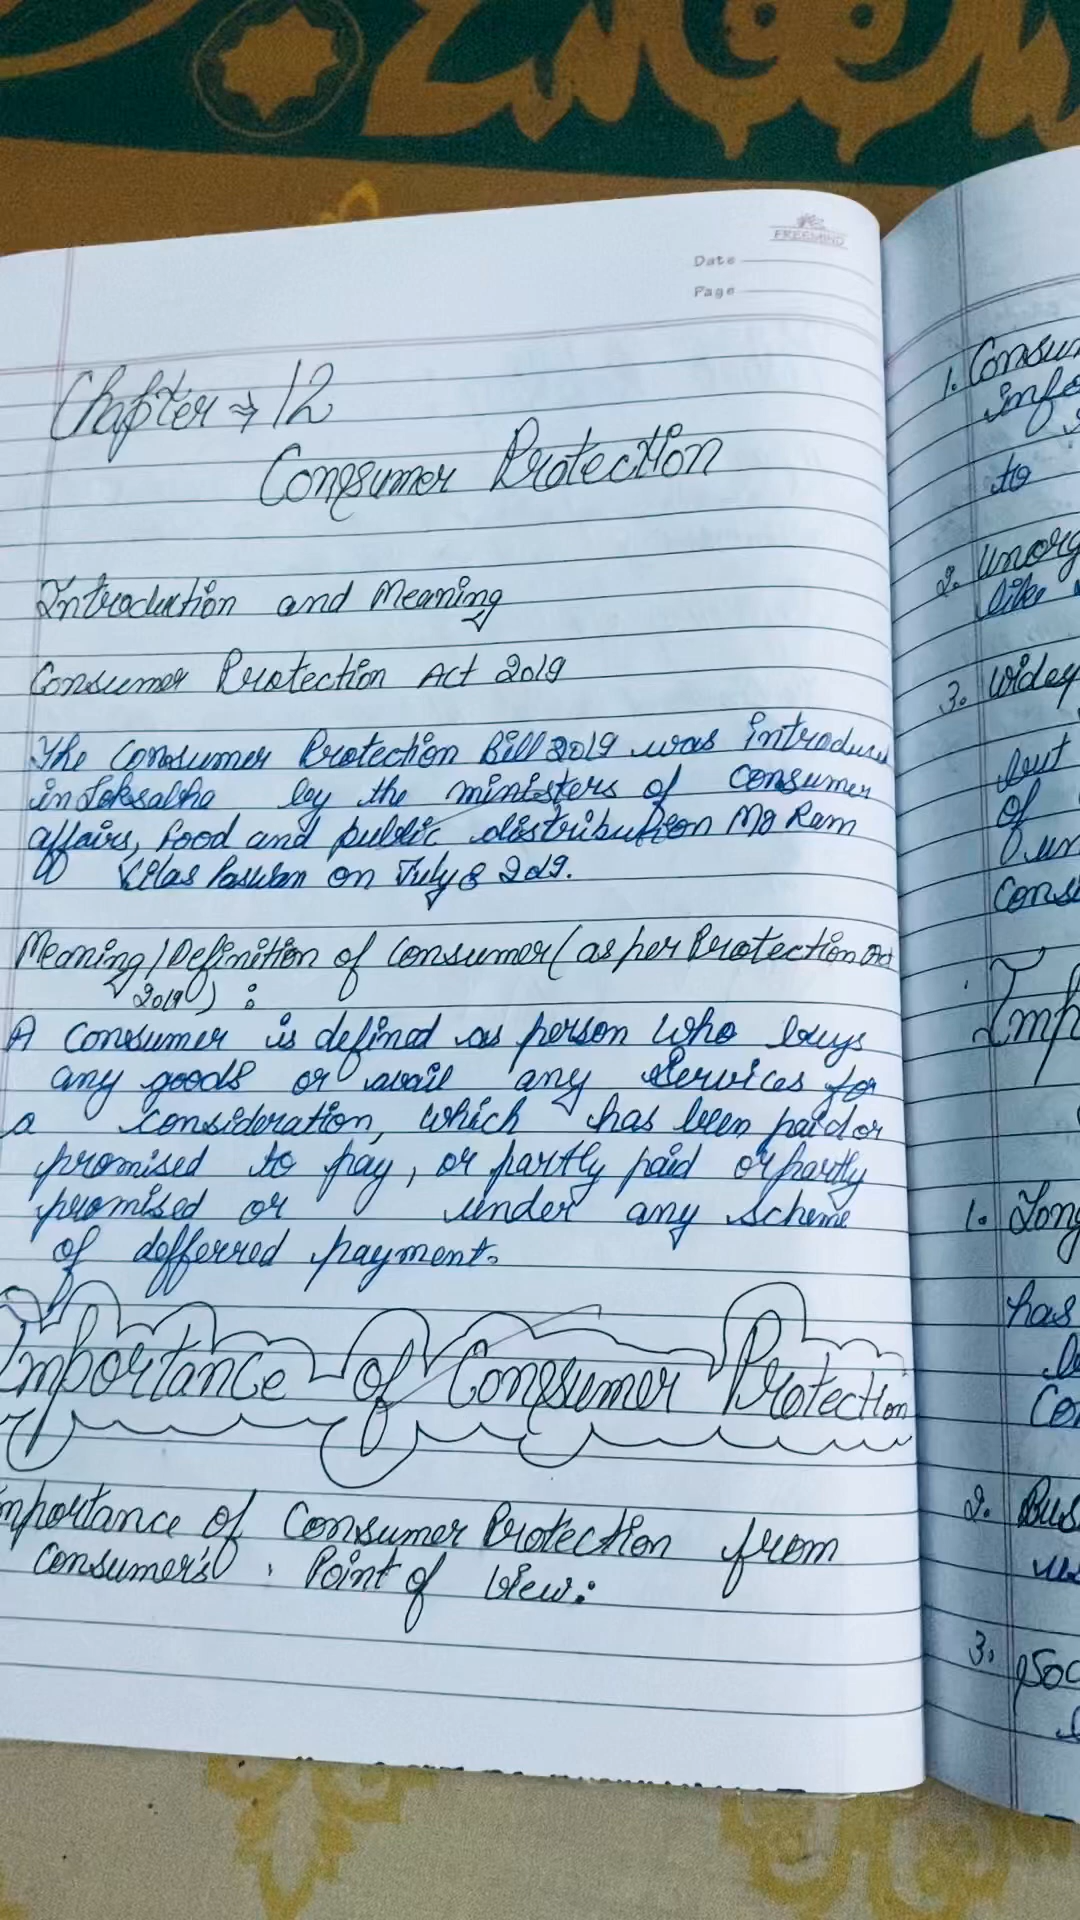 FREEMIND
Date
Page
Chapter ⇒ 12
Consumer Protection
Introduction and Meaning
Consumer Protection Act 2019
The Consumer Protection Bill 2019 was introduced
in Loksabha by the ministers of consumer
affairs, Food and public distribution Mr Ram
Vilas Paswan on July 8 2019.
Meaning/Definition of Consumer (as per Protection Act
2019) :
A consumer is defined as person who buys
any goods or avail any services for
a consideration, which has been paid or
promised to pay, or partly paid or partly
promised or under any scheme
of defferred payment.
Importance of Consumer Protection
Importance of Consumer Protection from
consumer's Point of View:
1. Consum
info
to
2. Unorg
like
3. Widesp
but
of
un
Consu
Imp
1. Long
has
Con
2. Bus
us
3. Soc